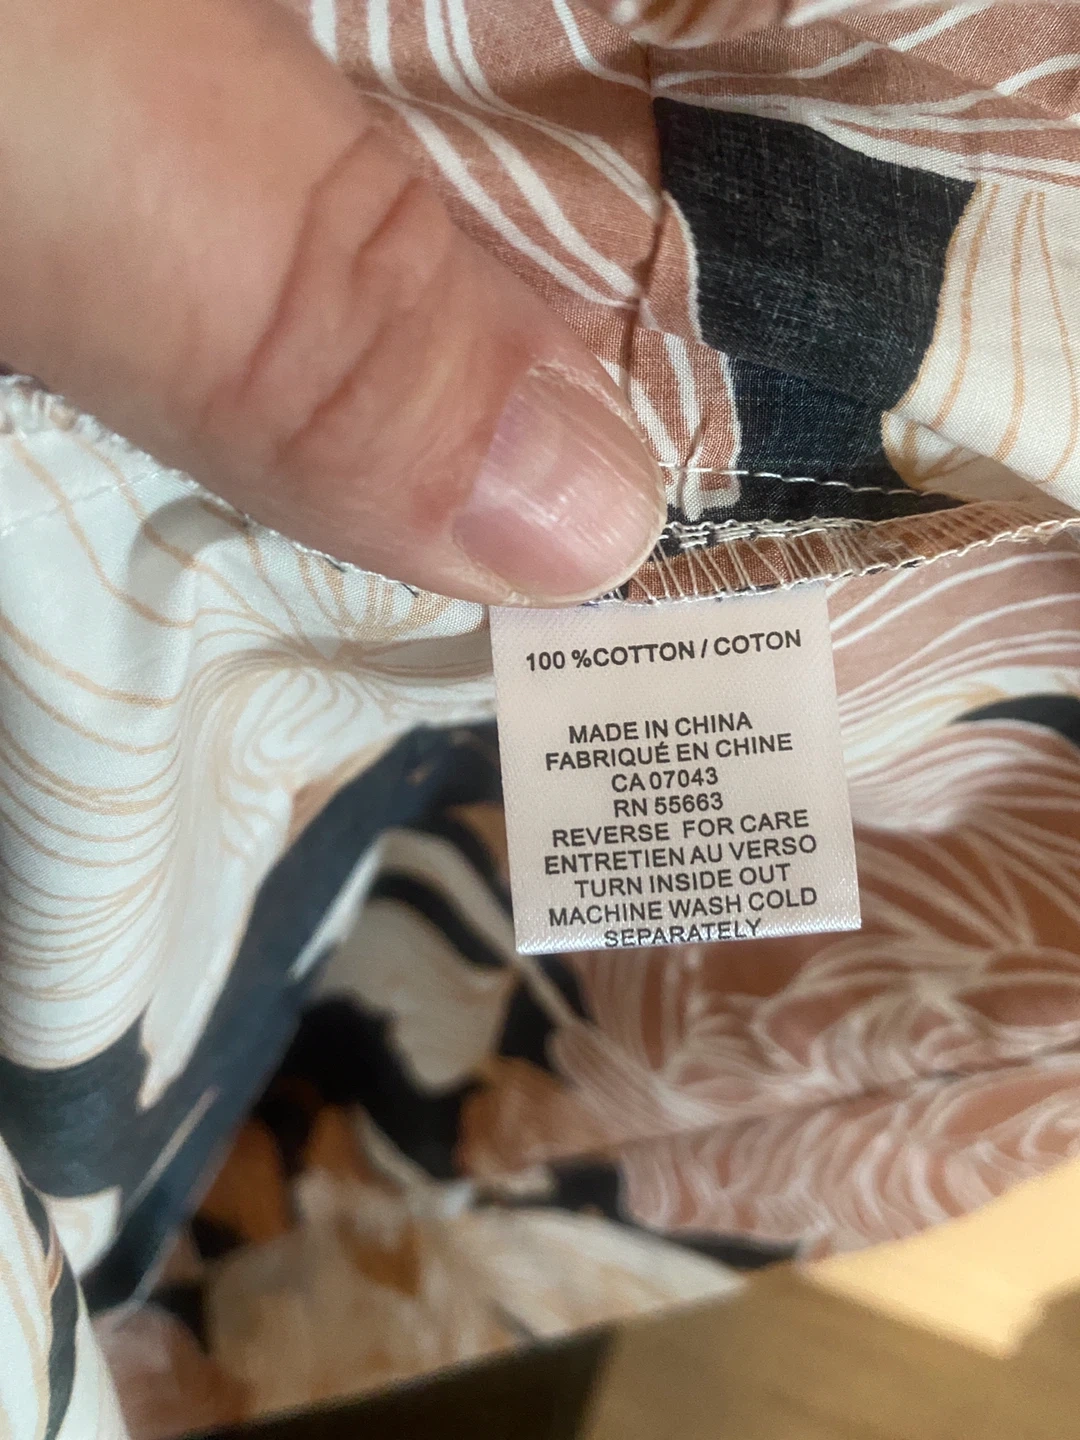 100 %COTTON / COTON
MADE IN CHINA
FABRIQUÉ EN CHINE
CA 07043
RN 55663
REVERSE FOR CARE
ENTRETIEN AU VERSO
TURN INSIDE OUT
MACHINE WASH COLD
SEPARATELY